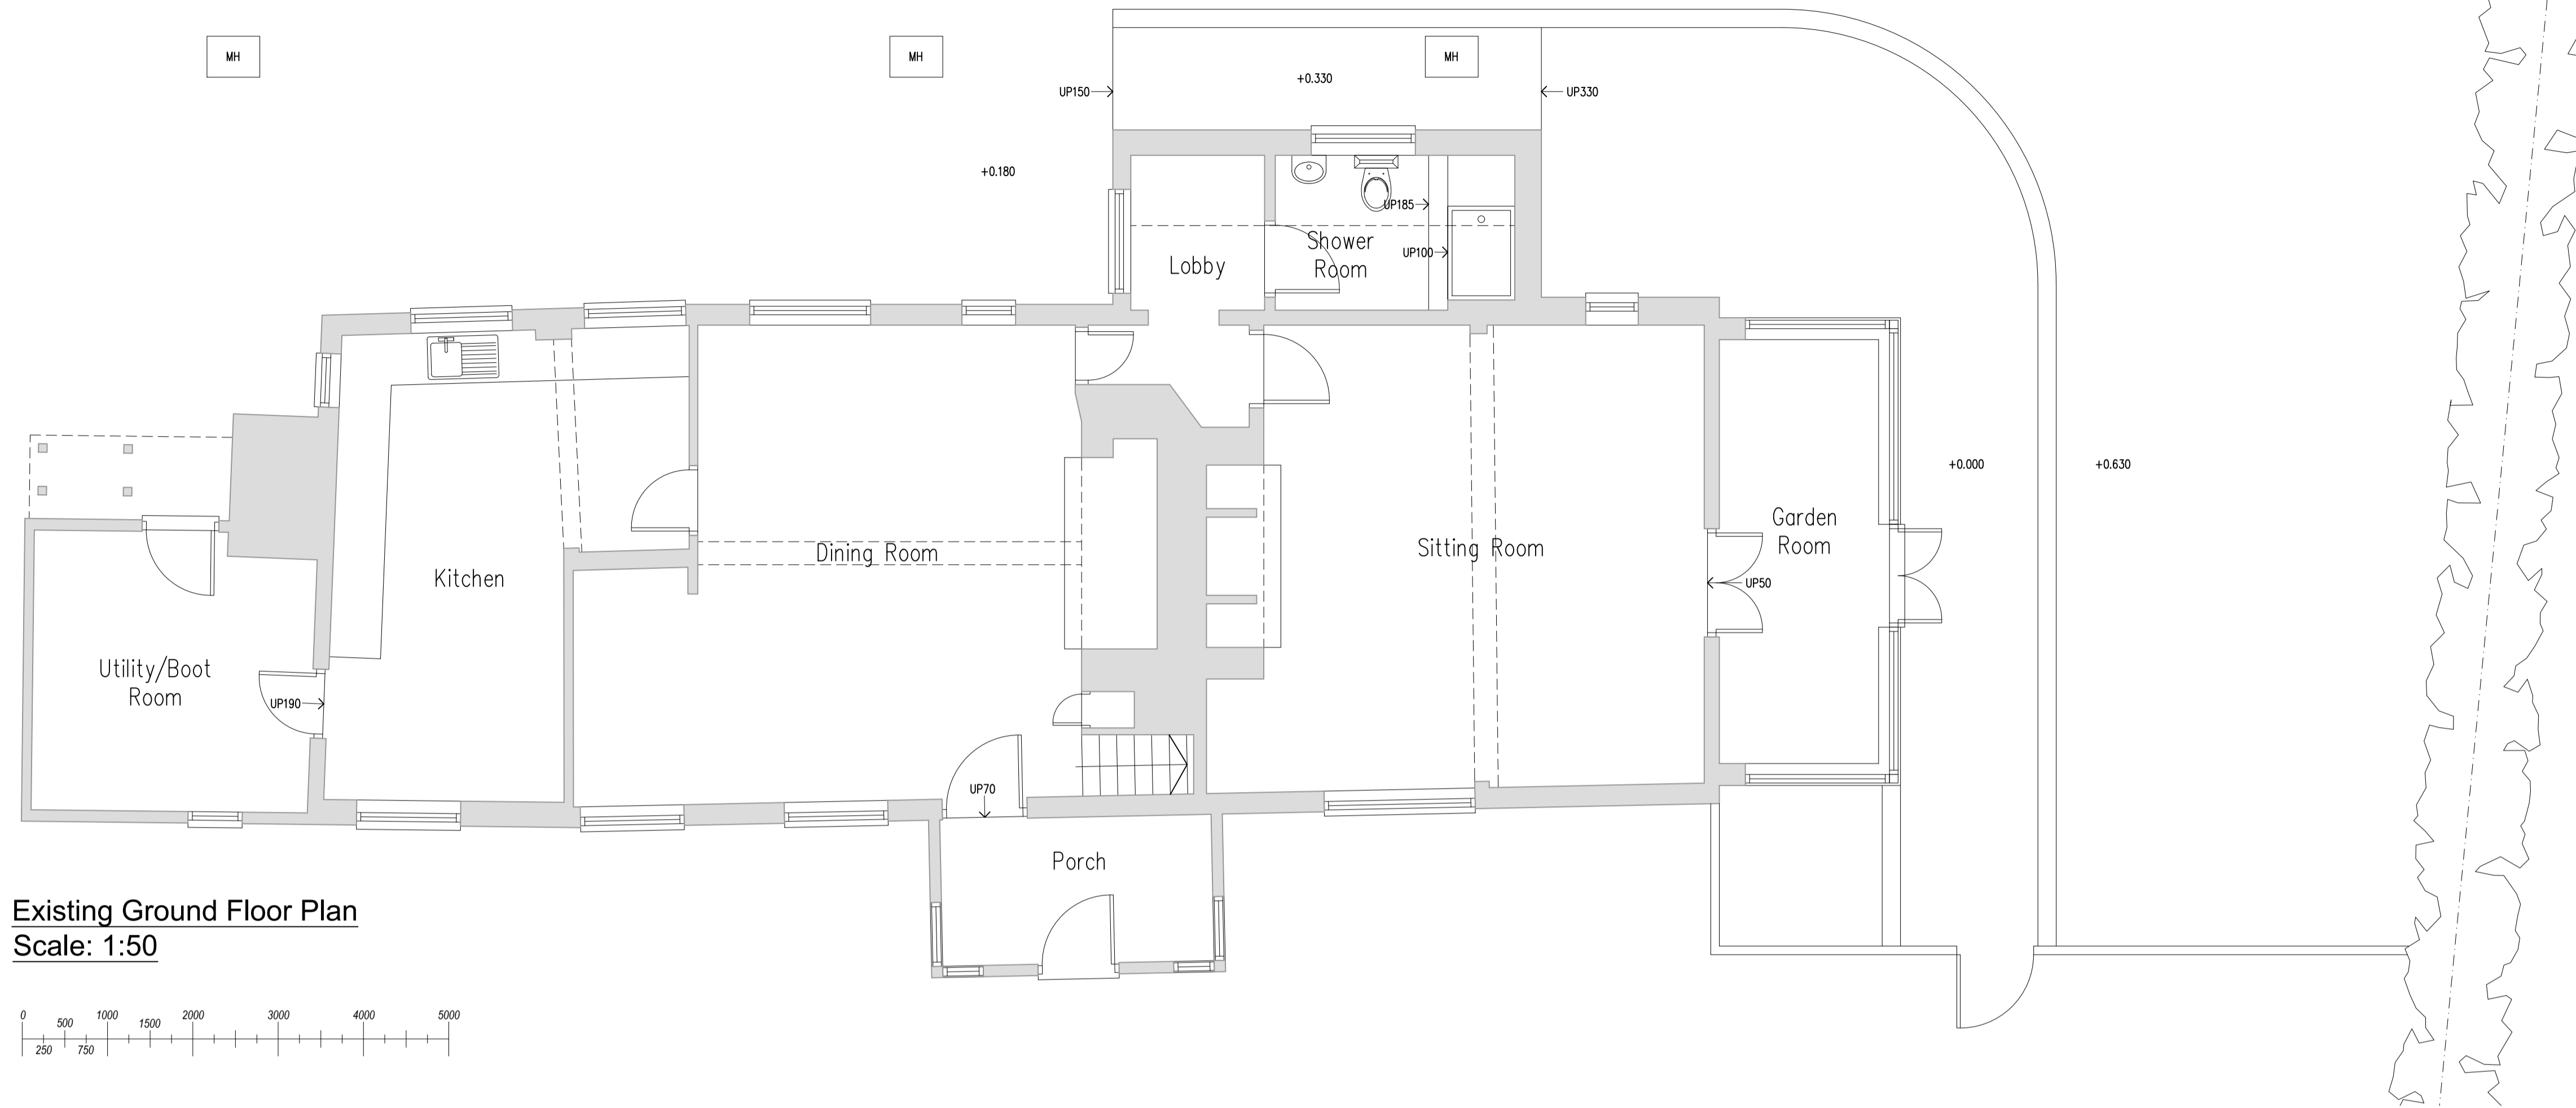 MH
MH
MH
+0.330
UP150
UP330
+0.180
UP185
Shower
Room
UP100
Lobby
+0.000
+0.630
Garden
Room
Dining Room
Sitting Room
Kitchen
UP50
Utility/Boot
Room
UP190
UP70
Porch
Existing Ground Floor Plan
Scale: 1:50
0 500 1000 1500 2000 3000 4000 5000
250 750